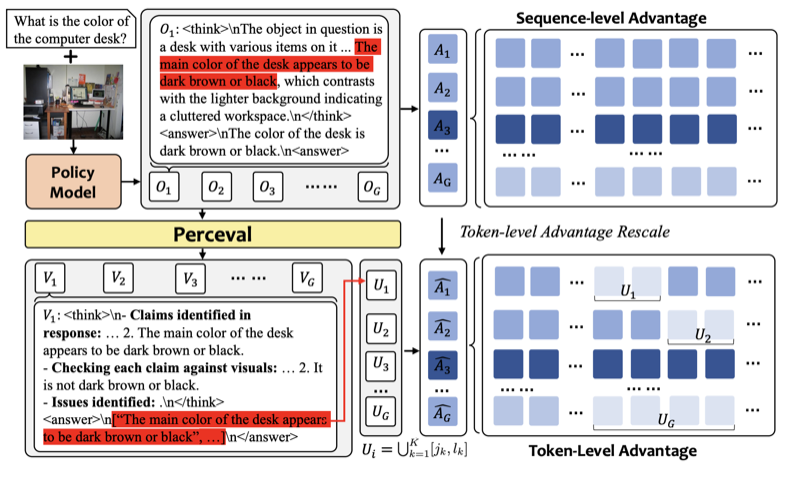 What is the color of
the computer desk?
+
Policy
Model
O₁: <think>\nThe object in question is
a desk with various items on it ... The
main color of the desk appears to be
dark brown or black, which contrasts
with the lighter background indicating
a cluttered workspace.\n</think>
<answer>\nThe color of the desk is
dark brown or black.\n<answer>
O₁ O₂ O₃ ...... O_G
A₁
A₂
A₃
...
A_G
Sequence-level Advantage
... ...
... ...
... ...
...... ......
... ...
Perceval
Token-level Advantage Rescale
V₁ V₂ V₃ ... ... V_G
V₁: <think>\n- Claims identified in
response: ... 2. The main color of the desk
appears to be dark brown or black.
- Checking each claim against visuals: ... 2. It
is not dark brown or black.
- Issues identified: .\n</think>
<answer>\n[“The main color of the desk appears
to be dark brown or black”, ...]\n</answer>
U₁
U₂
U₃
...
U_G
U_i = ⋃_{k=1}^{K}[j_k, l_k]
Â₁
Â₂
Â₃
...
Â_G
... ...
U₁
... ...
U₂
... ...
...... ......
... ...
U_G
Token-Level Advantage